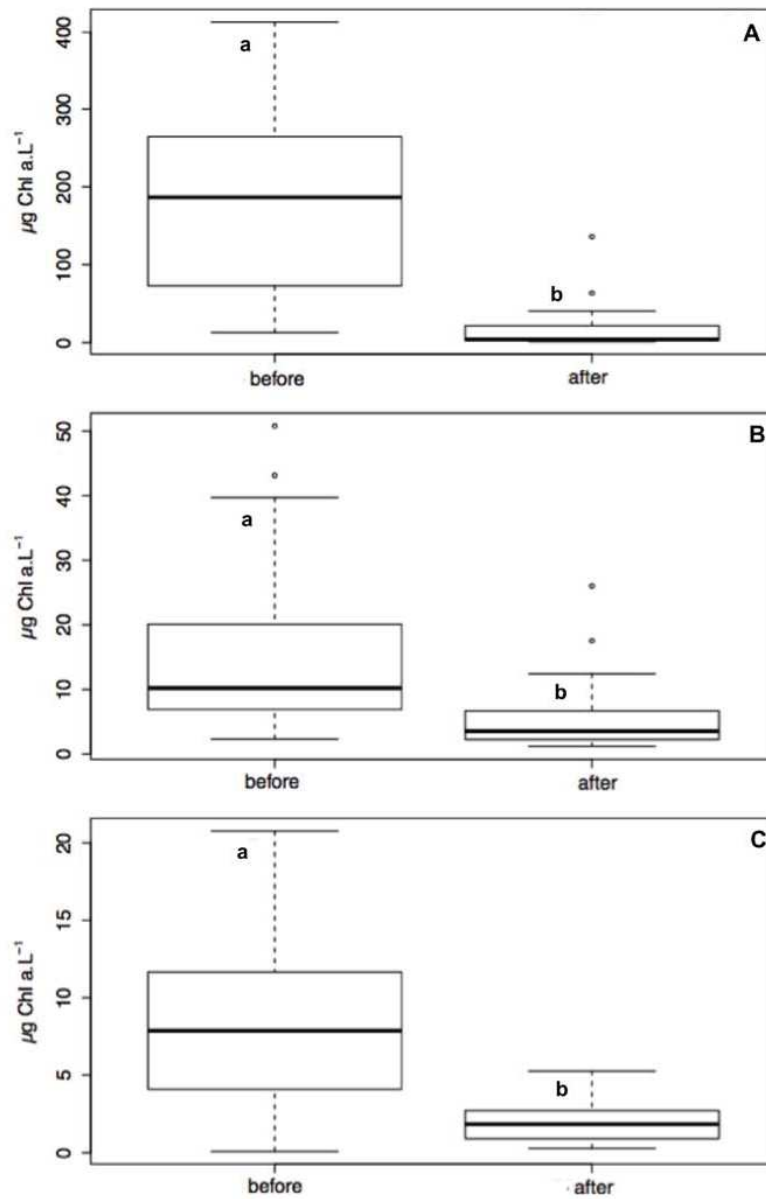 A
a
b
µg Chl a.L⁻¹
400
300
200
100
0
before after
B
a
b
µg Chl a.L⁻¹
50
40
30
20
10
0
before after
C
a
b
µg Chl a.L⁻¹
20
15
10
5
0
before after